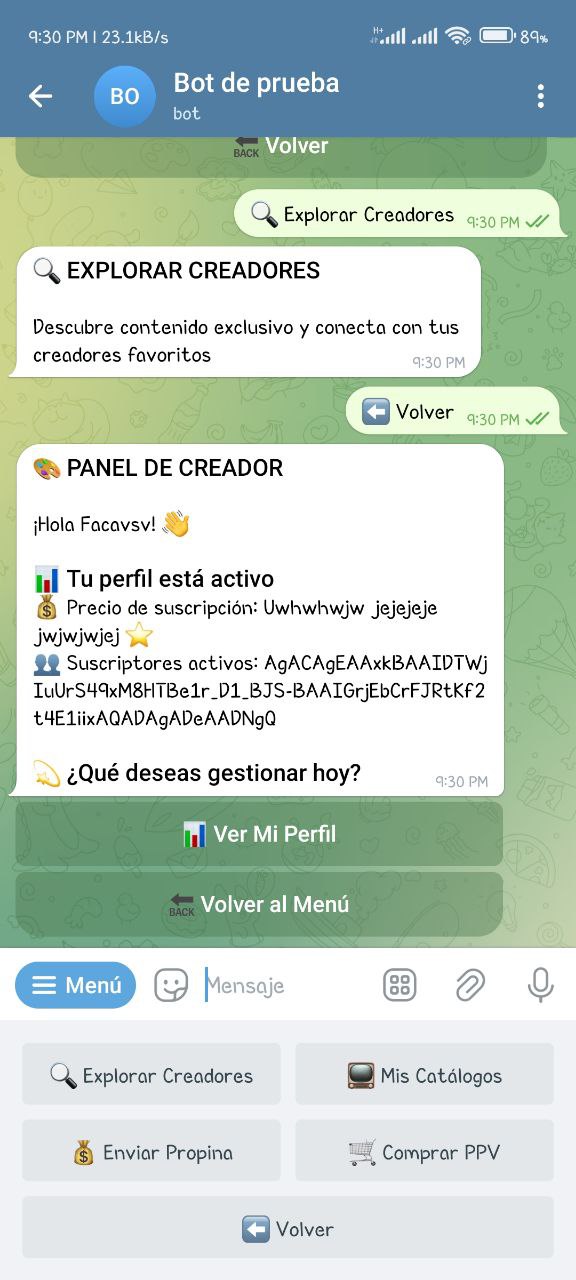 9:30 PM | 23.1kB/s
H+
89%
BO
Bot de prueba
bot
BACK Volver
🔍 Explorar Creadores 9:30 PM
🔍 EXPLORAR CREADORES
Descubre contenido exclusivo y conecta con tus
creadores favoritos
9:30 PM
⬅️ Volver 9:30 PM
🎨 PANEL DE CREADOR
¡Hola Facavsv! 👋
📊 Tu perfil está activo
💰 Precio de suscripción: Uwhwhwjw jejejeje
jwjwjwjej ⭐
👥 Suscriptores activos: AgACAgEAAxkBAAIDTWj
IuUrS49xM8HTBe1r_D1_BJS-BAAIGrjEbCrFJRtKf2
t4E1iixAQADAgADeAADNgQ
💫 ¿Qué deseas gestionar hoy?
9:30 PM
📊 Ver Mi Perfil
BACK Volver al Menú
Menú
Mensaje
🔍 Explorar Creadores
📺 Mis Catálogos
💰 Enviar Propina
🛒 Comprar PPV
⬅️ Volver